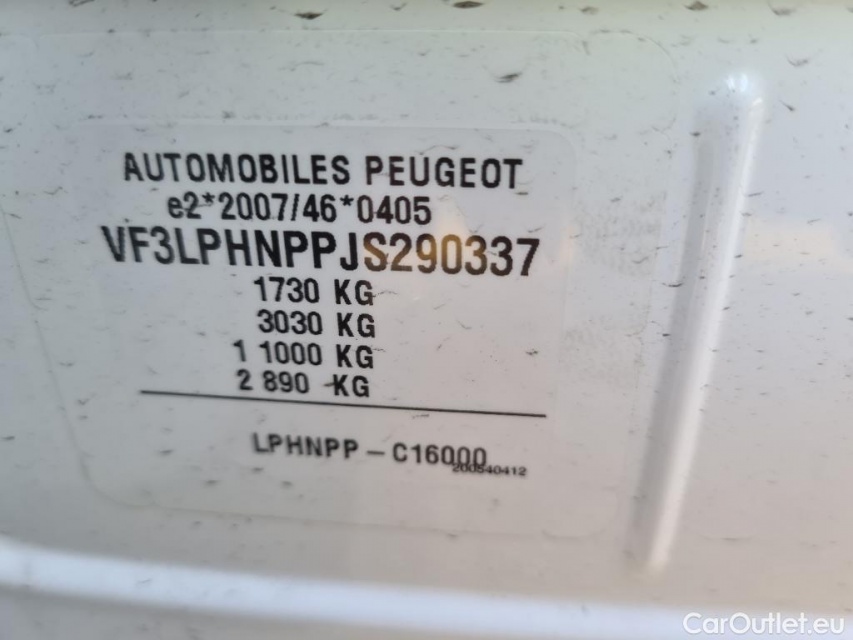 AUTOMOBILES PEUGEOT
e2*2007/46*0405
VF3LPHNPPJS290337
1730 KG
3030 KG
1 1000 KG
2 890 KG
LPHNPP - C16000
200540412
CarOutlet.eu